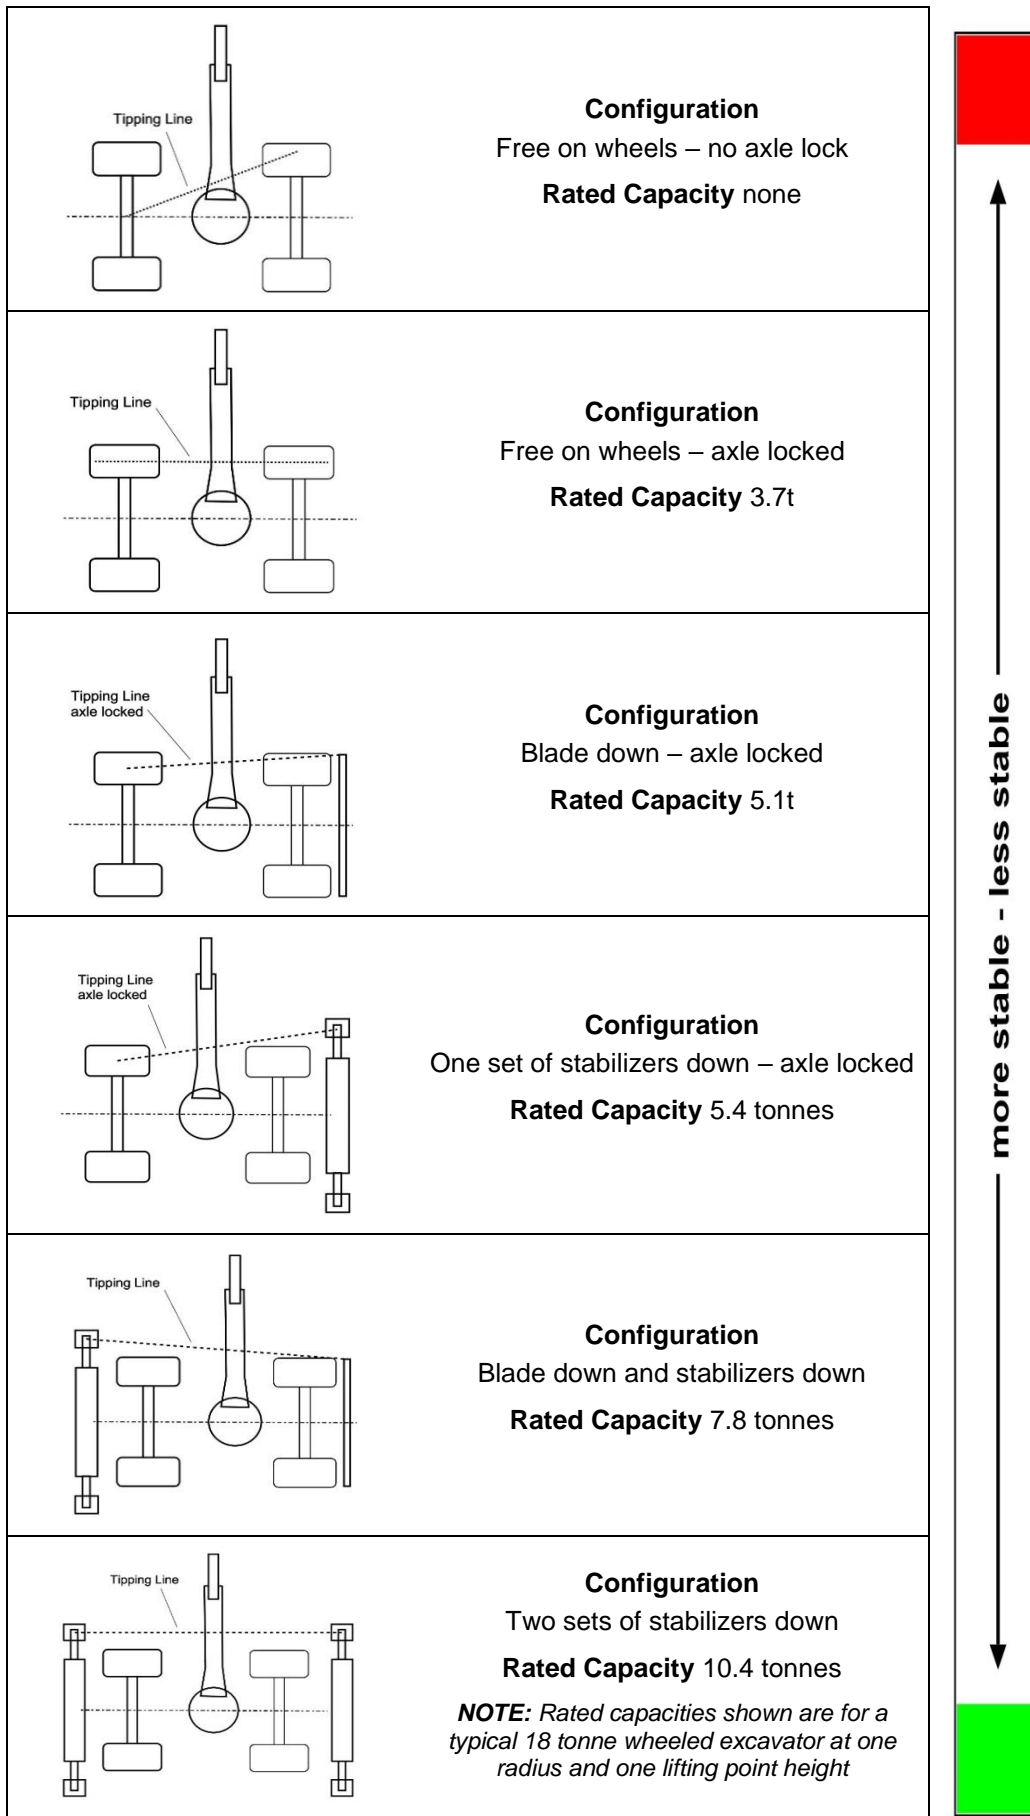 Tipping Line
Configuration
Free on wheels – no axle lock
Rated Capacity none
Tipping Line
Configuration
Free on wheels – axle locked
Rated Capacity 3.7t
Tipping Line
axle locked
Configuration
Blade down – axle locked
Rated Capacity 5.1t
Tipping Line
axle locked
Configuration
One set of stabilizers down – axle locked
Rated Capacity 5.4 tonnes
Tipping Line
Configuration
Blade down and stabilizers down
Rated Capacity 7.8 tonnes
Tipping Line
Configuration
Two sets of stabilizers down
Rated Capacity 10.4 tonnes
NOTE: Rated capacities shown are for a
typical 18 tonne wheeled excavator at one
radius and one lifting point height
more stable - less stable